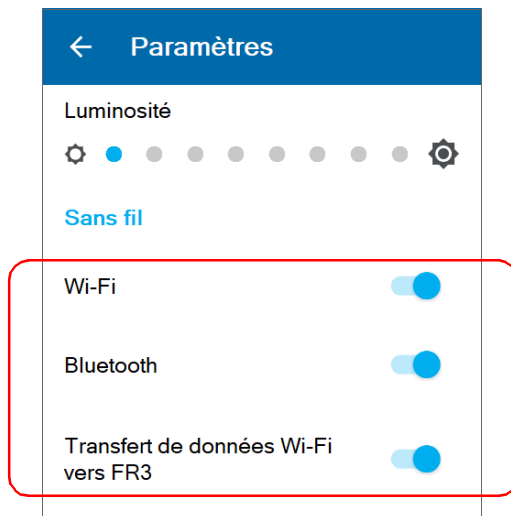 Paramètres
Luminosité
Sans fil
Wi-Fi
Bluetooth
Transfert de données Wi-Fi
vers FR3